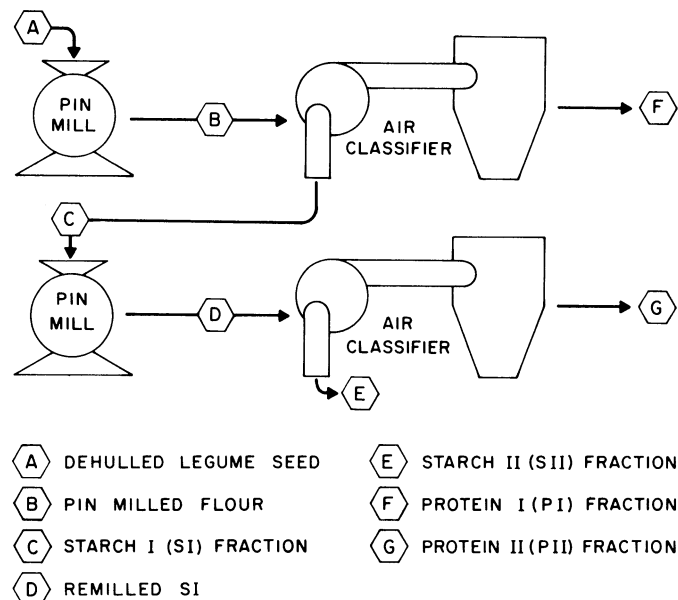 A
PIN
MILL
B
AIR
CLASSIFIER
F
C
PIN
MILL
D
AIR
CLASSIFIER
G
E
A DEHULLED LEGUME SEED
B PIN MILLED FLOUR
C STARCH I (SI) FRACTION
D REMILLED SI
E STARCH II (SII) FRACTION
F PROTEIN I (PI) FRACTION
G PROTEIN II (PII) FRACTION